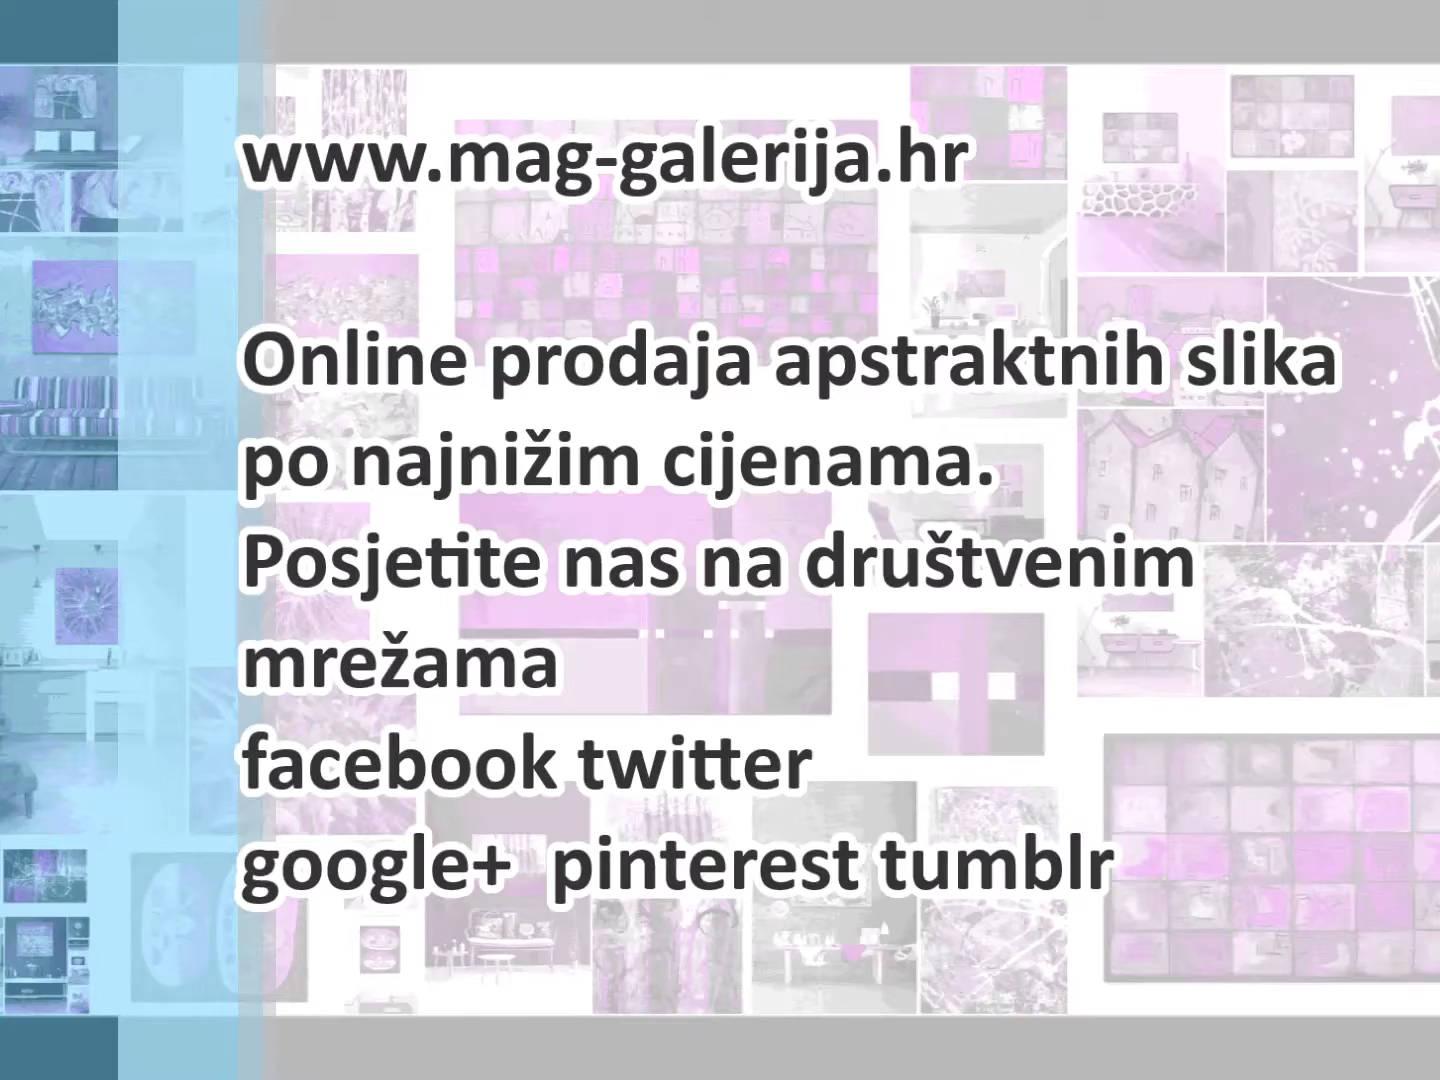 www.mag-galerija.hr
Online prodaja apstraktnih slika
po najnižim cijenama.
Posjetite nas na društvenim
mrežama
facebook twitter
google+  pinterest tumblr